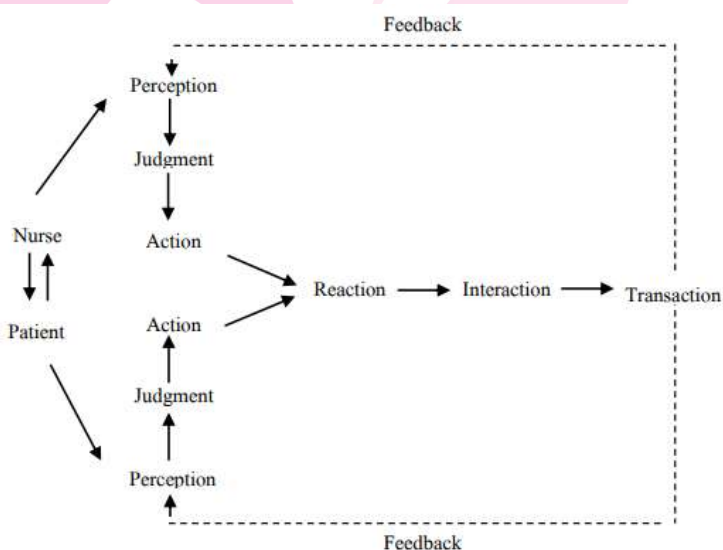 Feedback
Perception
Judgment
Nurse
Action
Reaction
Interaction
Transaction
Patient
Action
Judgment
Perception
Feedback